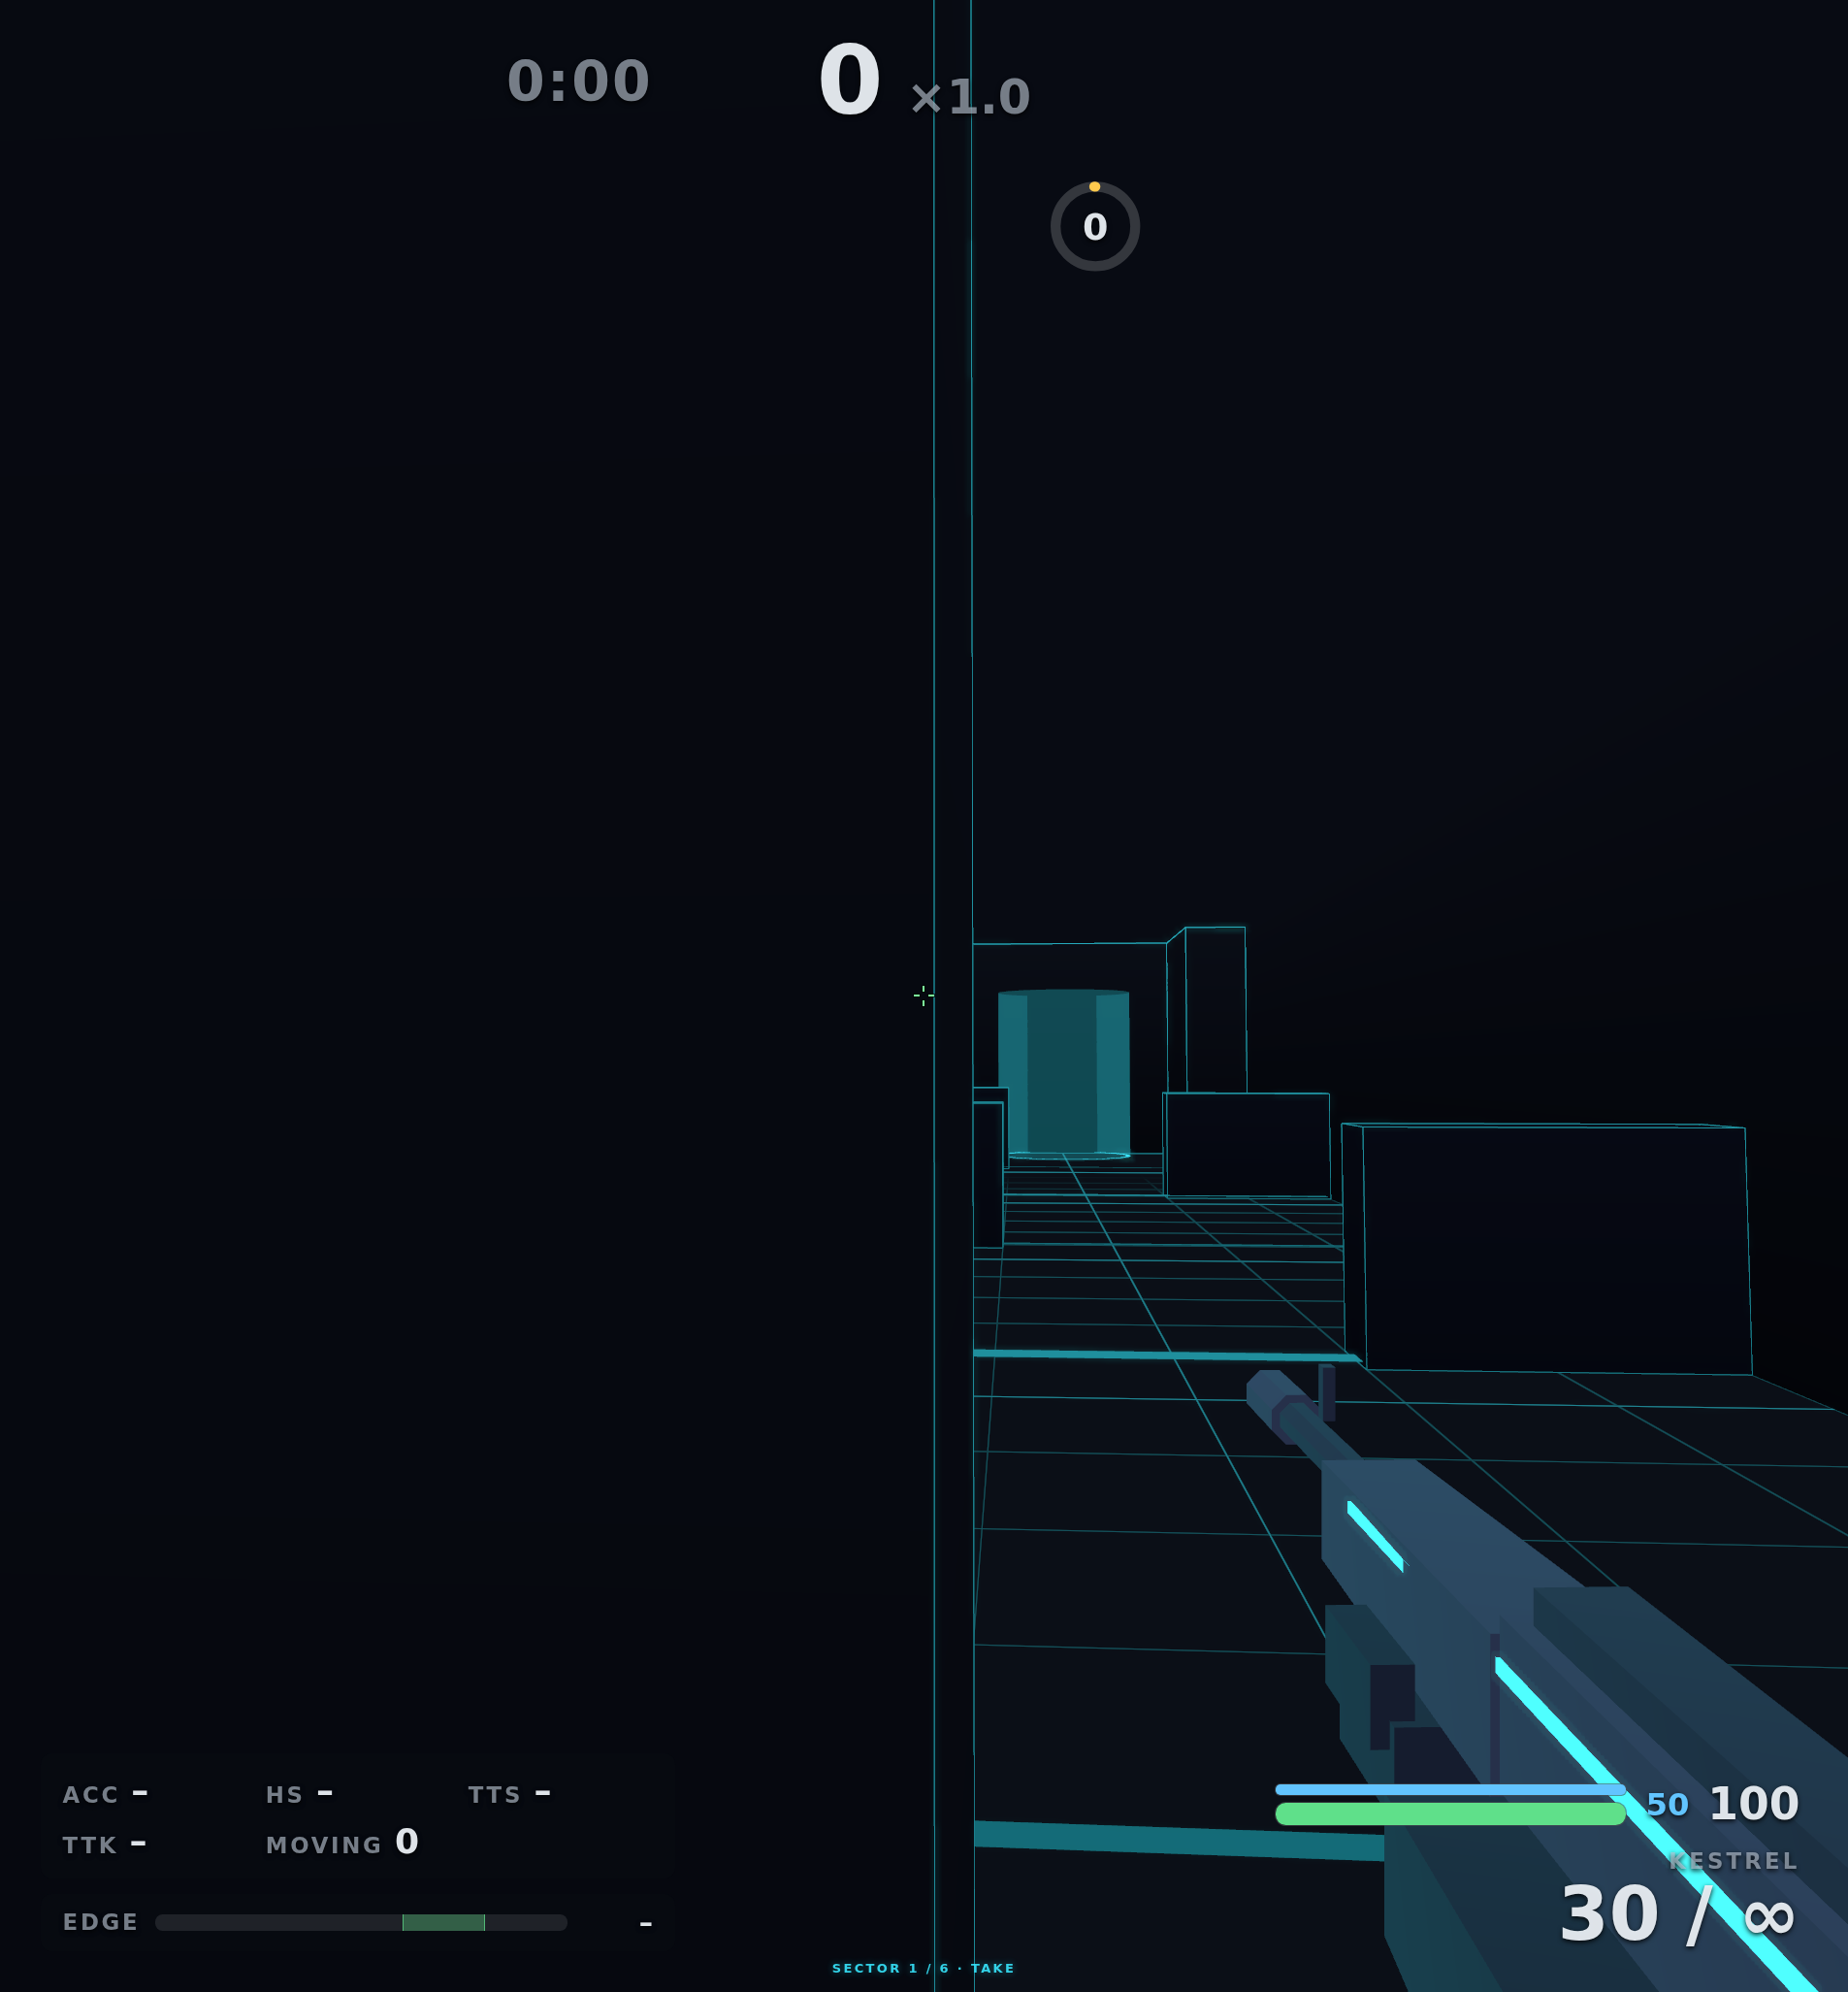 0:00 0 ×1.0
0
ACC – HS – TTS –
TTK – MOVING 0
EDGE –
50 100
KESTREL
30 / ∞
SECTOR 1 / 6 · TAKE